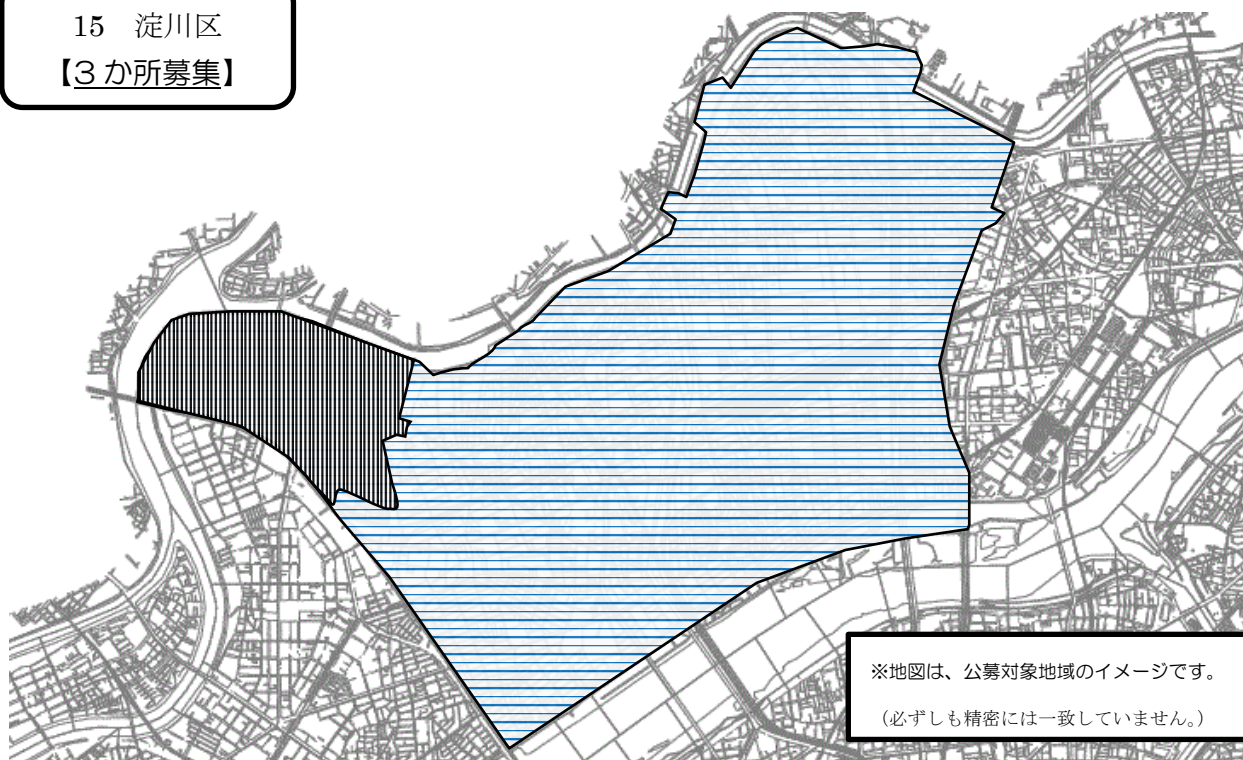 15 淀川区
【3か所募集】
※地図は、公募対象地域のイメージです。
（必ずしも精密には一致していません。）